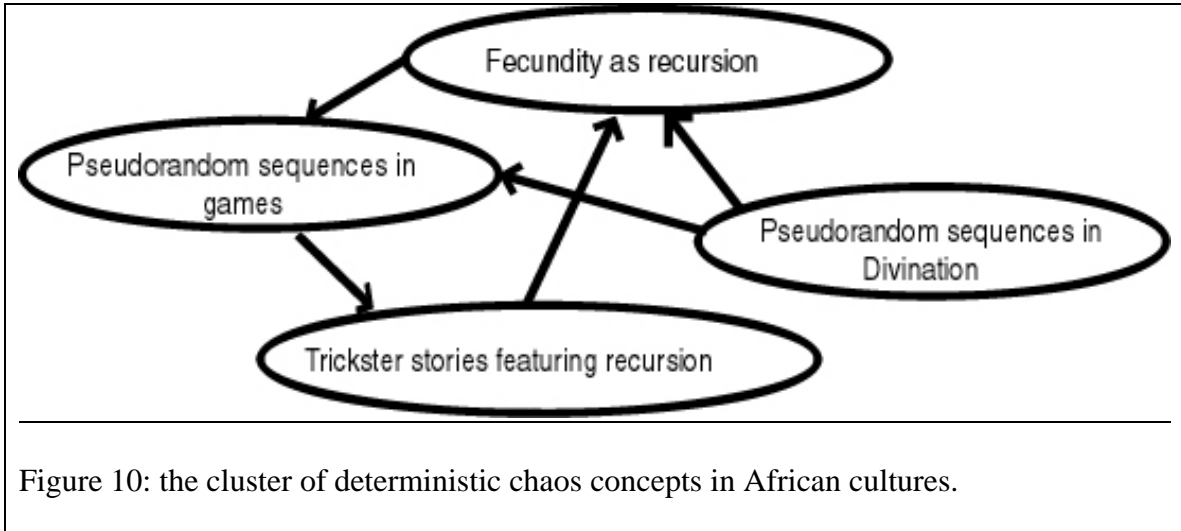 Fecundity as recursion
Pseudorandom sequences in
games
Pseudorandom sequences in
Divination
Trickster stories featuring recursion
Figure 10: the cluster of deterministic chaos concepts in African cultures.